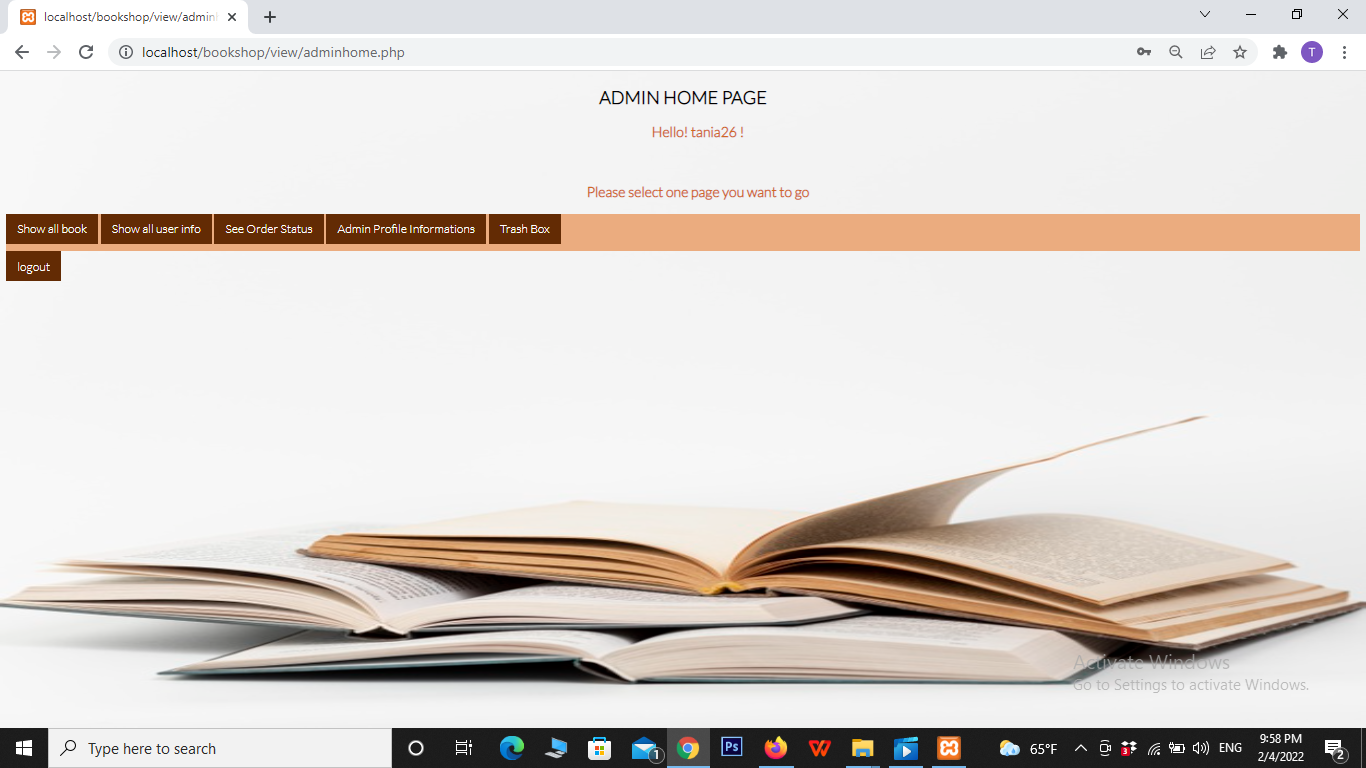 localhost/bookshop/view/admin
localhost/bookshop/view/adminhome.php
T
ADMIN HOME PAGE
Hello! tania26 !
Please select one page you want to go
Show all book Show all user info See Order Status Admin Profile Informations Trash Box
logout
Activate Windows
Go to Settings to activate Windows.
Type here to search
1
Ps
W
65°F
3
ENG
9:58 PM
2/4/2022
2